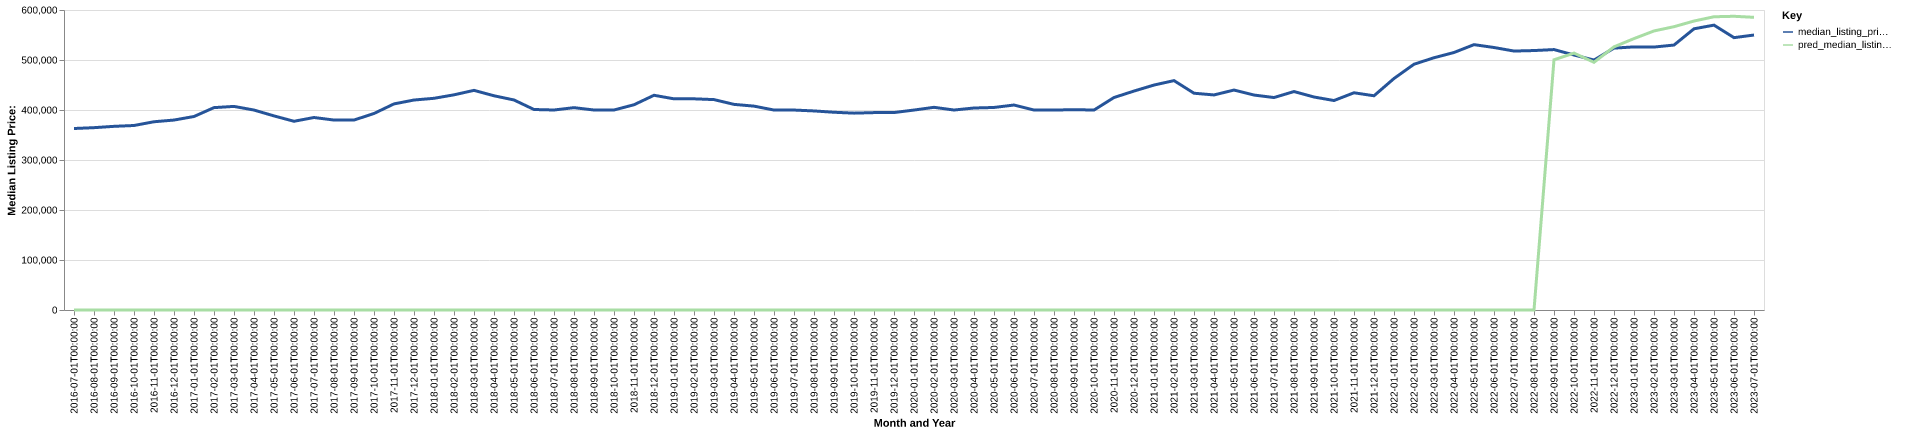 600,000
500,000
400,000
300,000
200,000
100,000
0
Median Listing Price:
2016-07-01T00:00:00
2016-08-01T00:00:00
2016-09-01T00:00:00
2016-10-01T00:00:00
2016-11-01T00:00:00
2016-12-01T00:00:00
2017-01-01T00:00:00
2017-02-01T00:00:00
2017-03-01T00:00:00
2017-04-01T00:00:00
2017-05-01T00:00:00
2017-06-01T00:00:00
2017-07-01T00:00:00
2017-08-01T00:00:00
2017-09-01T00:00:00
2017-10-01T00:00:00
2017-11-01T00:00:00
2017-12-01T00:00:00
2018-01-01T00:00:00
2018-02-01T00:00:00
2018-03-01T00:00:00
2018-04-01T00:00:00
2018-05-01T00:00:00
2018-06-01T00:00:00
2018-07-01T00:00:00
2018-08-01T00:00:00
2018-09-01T00:00:00
2018-10-01T00:00:00
2018-11-01T00:00:00
2018-12-01T00:00:00
2019-01-01T00:00:00
2019-02-01T00:00:00
2019-03-01T00:00:00
2019-04-01T00:00:00
2019-05-01T00:00:00
2019-06-01T00:00:00
2019-07-01T00:00:00
2019-08-01T00:00:00
2019-09-01T00:00:00
2019-10-01T00:00:00
2019-11-01T00:00:00
2019-12-01T00:00:00
2020-01-01T00:00:00
2020-02-01T00:00:00
2020-03-01T00:00:00
2020-04-01T00:00:00
2020-05-01T00:00:00
2020-06-01T00:00:00
2020-07-01T00:00:00
2020-08-01T00:00:00
2020-09-01T00:00:00
2020-10-01T00:00:00
2020-11-01T00:00:00
2020-12-01T00:00:00
2021-01-01T00:00:00
2021-02-01T00:00:00
2021-03-01T00:00:00
2021-04-01T00:00:00
2021-05-01T00:00:00
2021-06-01T00:00:00
2021-07-01T00:00:00
2021-08-01T00:00:00
2021-09-01T00:00:00
2021-10-01T00:00:00
2021-11-01T00:00:00
2021-12-01T00:00:00
2022-01-01T00:00:00
2022-02-01T00:00:00
2022-03-01T00:00:00
2022-04-01T00:00:00
2022-05-01T00:00:00
2022-06-01T00:00:00
2022-07-01T00:00:00
2022-08-01T00:00:00
2022-09-01T00:00:00
2022-10-01T00:00:00
2022-11-01T00:00:00
2022-12-01T00:00:00
2023-01-01T00:00:00
2023-02-01T00:00:00
2023-03-01T00:00:00
2023-04-01T00:00:00
2023-05-01T00:00:00
2023-06-01T00:00:00
2023-07-01T00:00:00
Month and Year
Key
median_listing_pri…
pred_median_listin…